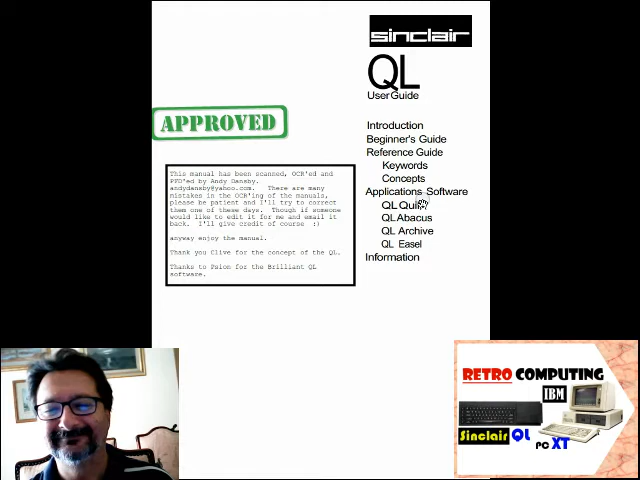 sinclair
QL
User Guide
APPROVED
Introduction
Beginner's Guide
Reference Guide
Keywords
Concepts
Applications Software
QL Quill
QL Abacus
QL Archive
QL Easel
Information
This manual has been scanned, OCR'ed and
PFD'ed by Andy Dansby.
andydansby@yahoo.com. There are many
mistakes in the OCR'ing of the manuals,
please be patient and I'll try to correct
them one of these days. Though if someone
would like to edit it for me and email it
back. I'll give credit of course :)
anyway enjoy the manual.
Thank you Clive for the concept of the QL.
Thanks to Psion for the Brilliant QL
software.
RETRO COMPUTING
IBM
Sinclair QL
PC XT